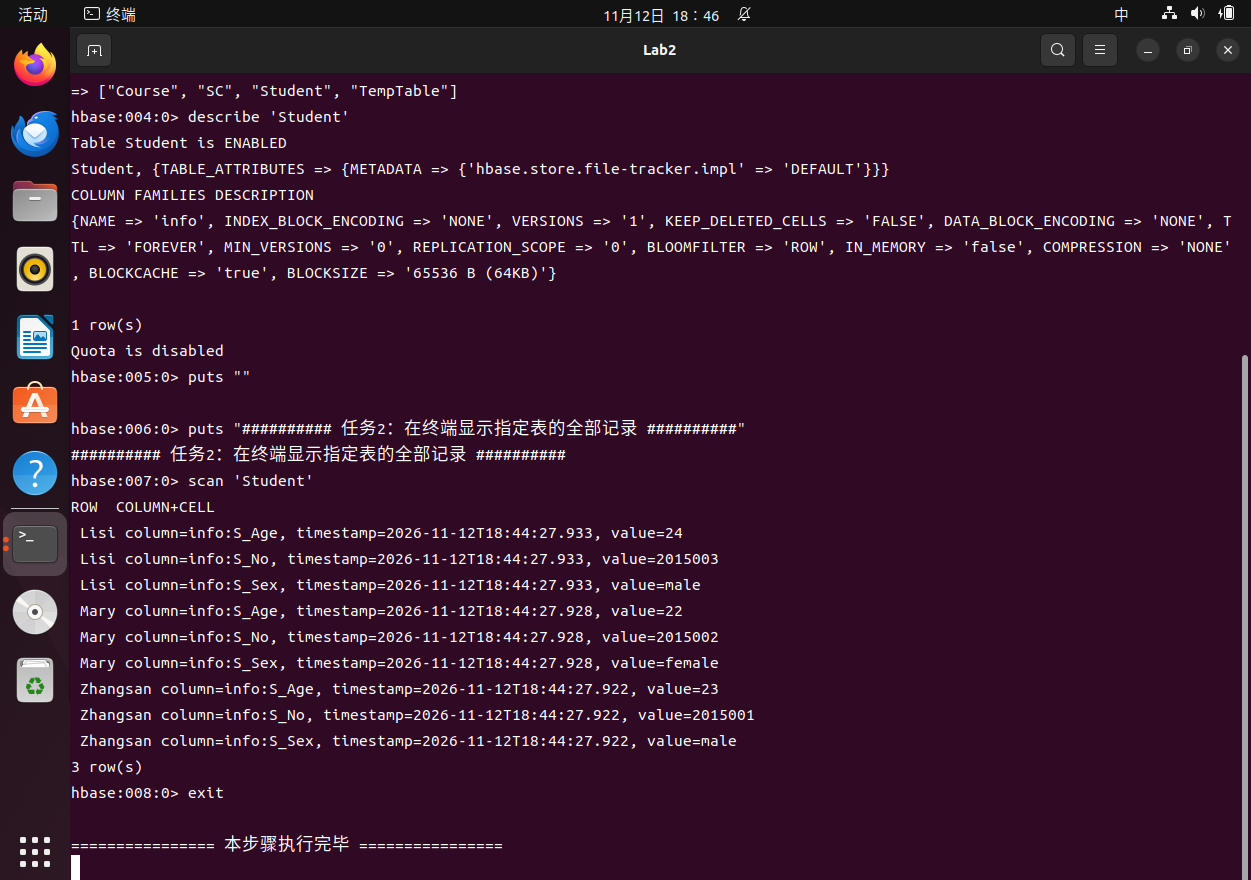 活动 终端 11月12日 18：46 中
Lab2
=> ["Course", "SC", "Student", "TempTable"]
hbase:004:0> describe 'Student'
Table Student is ENABLED
Student, {TABLE_ATTRIBUTES => {METADATA => {'hbase.store.file-tracker.impl' => 'DEFAULT'}}}
COLUMN FAMILIES DESCRIPTION
{NAME => 'info', INDEX_BLOCK_ENCODING => 'NONE', VERSIONS => '1', KEEP_DELETED_CELLS => 'FALSE', DATA_BLOCK_ENCODING => 'NONE', T
TL => 'FOREVER', MIN_VERSIONS => '0', REPLICATION_SCOPE => '0', BLOOMFILTER => 'ROW', IN_MEMORY => 'false', COMPRESSION => 'NONE'
, BLOCKCACHE => 'true', BLOCKSIZE => '65536 B (64KB)'}
1 row(s)
Quota is disabled
hbase:005:0> puts ""
hbase:006:0> puts "########## 任务2：在终端显示指定表的全部记录 ##########"
########## 任务2：在终端显示指定表的全部记录 ##########
hbase:007:0> scan 'Student'
ROW  COLUMN+CELL
Lisi column=info:S_Age, timestamp=2026-11-12T18:44:27.933, value=24
Lisi column=info:S_No, timestamp=2026-11-12T18:44:27.933, value=2015003
Lisi column=info:S_Sex, timestamp=2026-11-12T18:44:27.933, value=male
Mary column=info:S_Age, timestamp=2026-11-12T18:44:27.928, value=22
Mary column=info:S_No, timestamp=2026-11-12T18:44:27.928, value=2015002
Mary column=info:S_Sex, timestamp=2026-11-12T18:44:27.928, value=female
Zhangsan column=info:S_Age, timestamp=2026-11-12T18:44:27.922, value=23
Zhangsan column=info:S_No, timestamp=2026-11-12T18:44:27.922, value=2015001
Zhangsan column=info:S_Sex, timestamp=2026-11-12T18:44:27.922, value=male
3 row(s)
hbase:008:0> exit
================ 本步骤执行完毕 ================